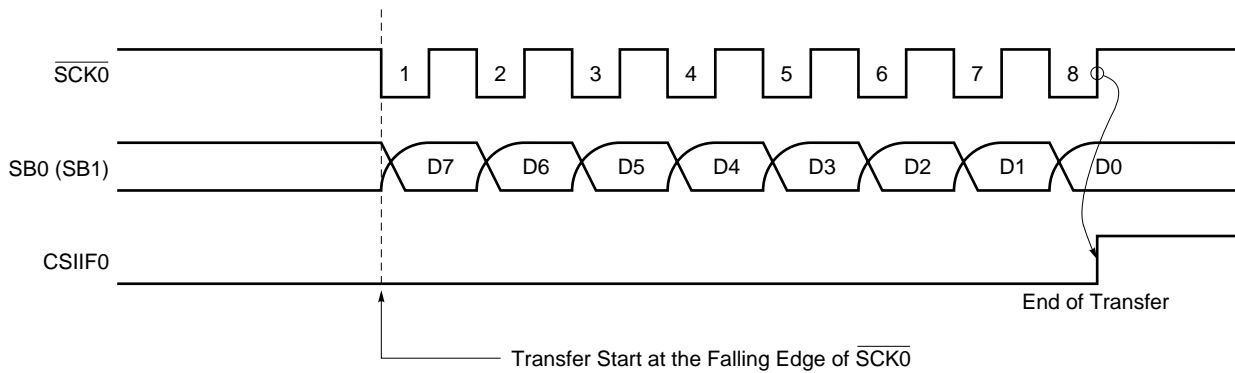 SCK0
1 2 3 4 5 6 7 8
SB0 (SB1)
D7 D6 D5 D4 D3 D2 D1 D0
CSIIF0
End of Transfer
Transfer Start at the Falling Edge of SCK0